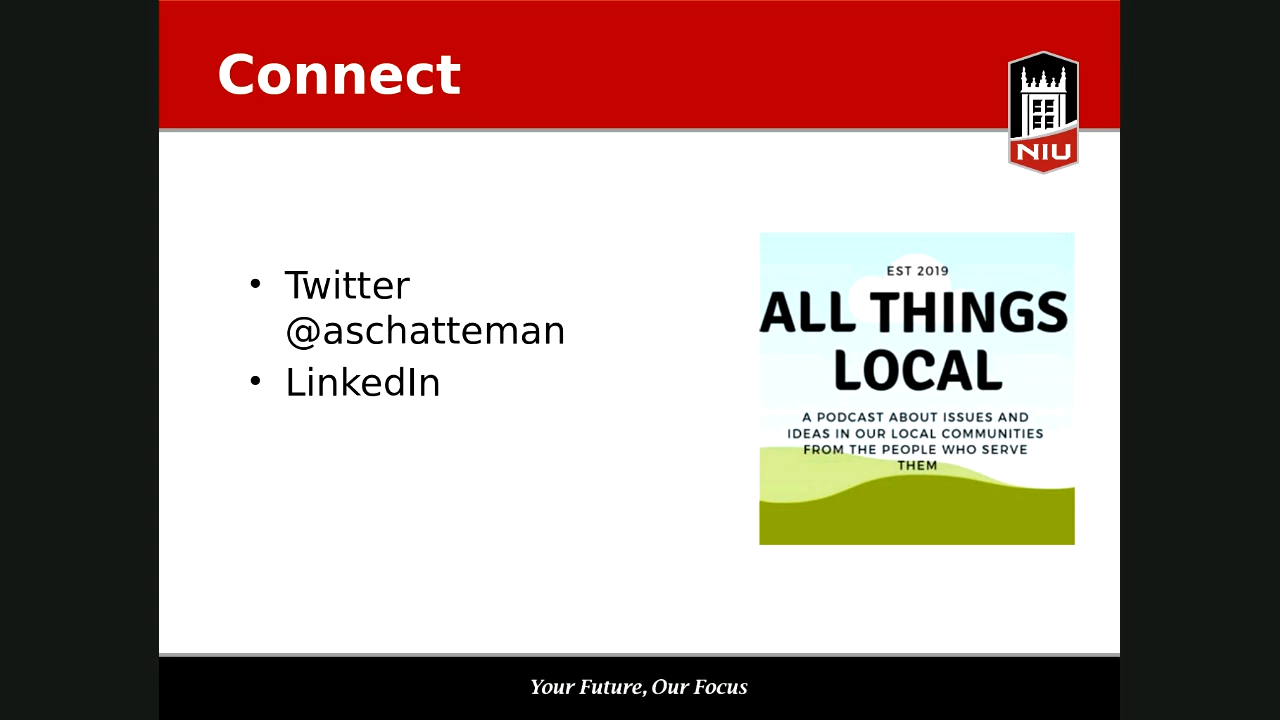 Connect
NIU
• Twitter
@aschatteman
• LinkedIn
EST 2019
ALL THINGS
LOCAL
A PODCAST ABOUT ISSUES AND
IDEAS IN OUR LOCAL COMMUNITIES
FROM THE PEOPLE WHO SERVE
THEM
Your Future, Our Focus